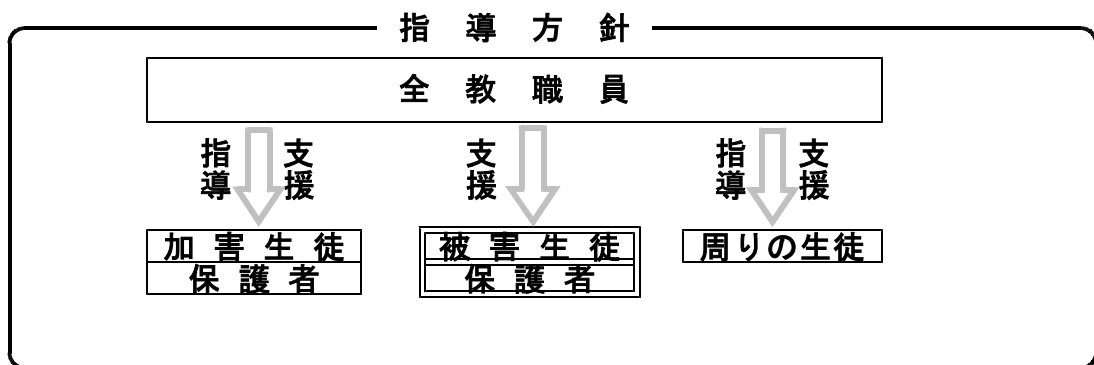 指導方針
全教職員
指導
支援
支援
指導
支援
加害生徒
保護者
被害生徒
保護者
周りの生徒